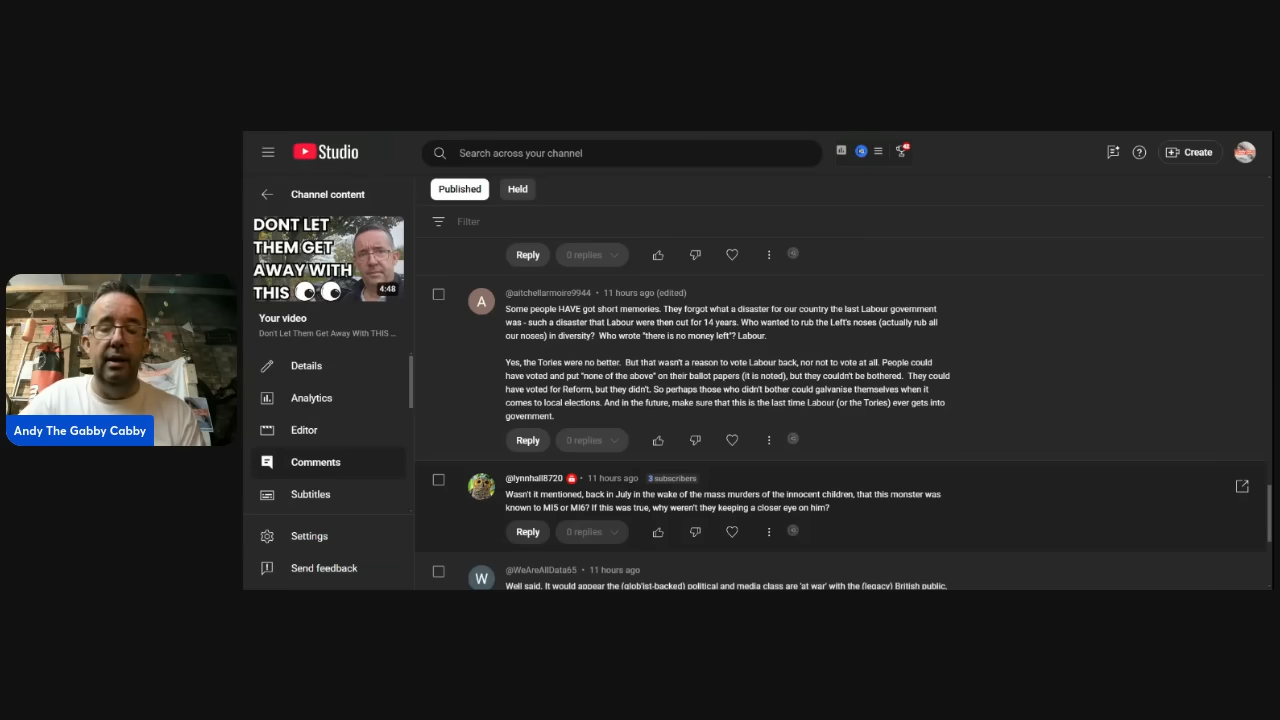 Studio
Search across your channel
Create
Channel content
Published
Held
Filter
DONT LET
THEM GET
AWAY WITH
THIS
4:48
Your video
Don't Let Them Get Away With THIS ...
Details
Analytics
Editor
Comments
Subtitles
Settings
Send feedback
Reply
0 replies
A
@aitchellarmoire9944 • 11 hours ago (edited)
Some people HAVE got short memories. They forgot what a disaster for our country the last Labour government
was - such a disaster that Labour were then out for 14 years. Who wanted to rub the Left's noses (actually rub all
our noses) in diversity? Who wrote "there is no money left"? Labour.
Yes, the Tories were no better. But that wasn't a reason to vote Labour back, nor not to vote at all. People could
have voted and put "none of the above" on their ballot papers (it is noted), but they couldn't be bothered. They could
have voted for Reform, but they didn't. So perhaps those who didn't bother could galvanise themselves when it
comes to local elections. And in the future, make sure that this is the last time Labour (or the Tories) ever gets into
government.
Reply
0 replies
@lynnhall8720 • 11 hours ago 3 subscribers
Wasn't it mentioned, back in July in the wake of the mass murders of the innocent children, that this monster was
known to MI5 or MI6? If this was true, why weren't they keeping a closer eye on him?
Reply
0 replies
W
@WeAreAllData65 • 11 hours ago
Well said. It would appear the (glob'ist-backed) political and media class are 'at war' with the (legacy) British public.
Andy The Gabby Cabby